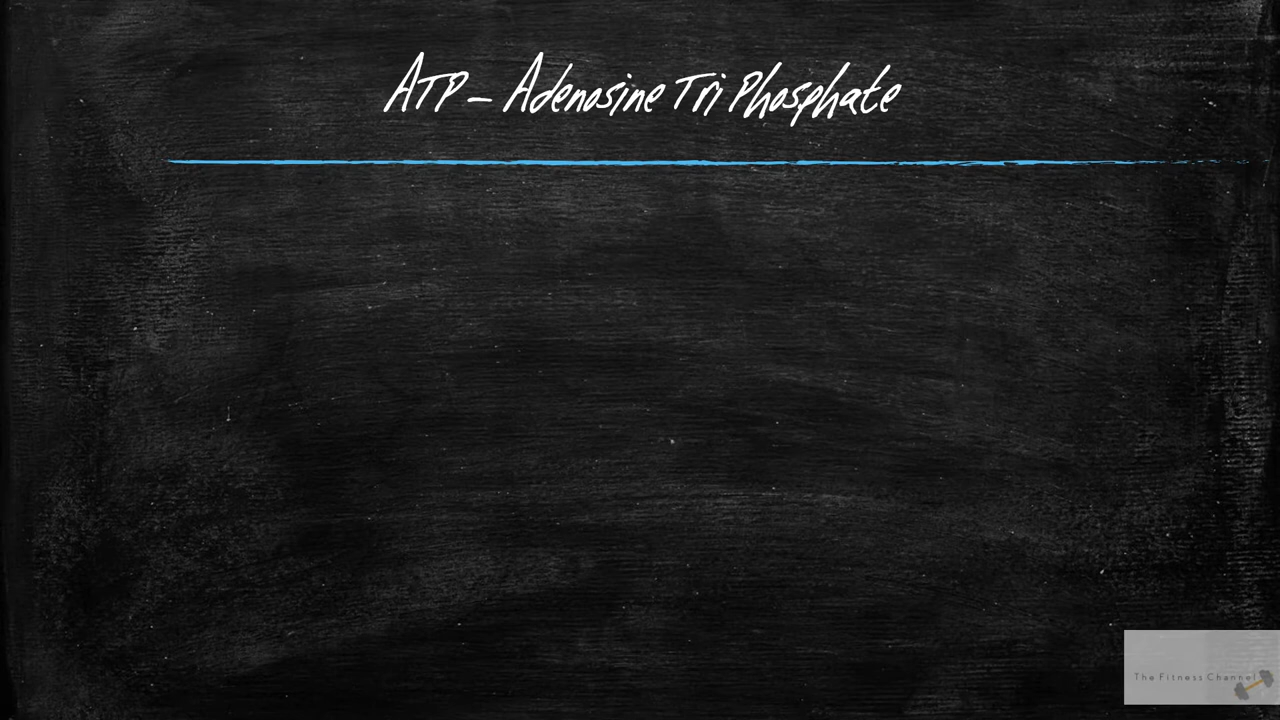 ATP – Adenosine Tri Phosphate
The Fitness Channel